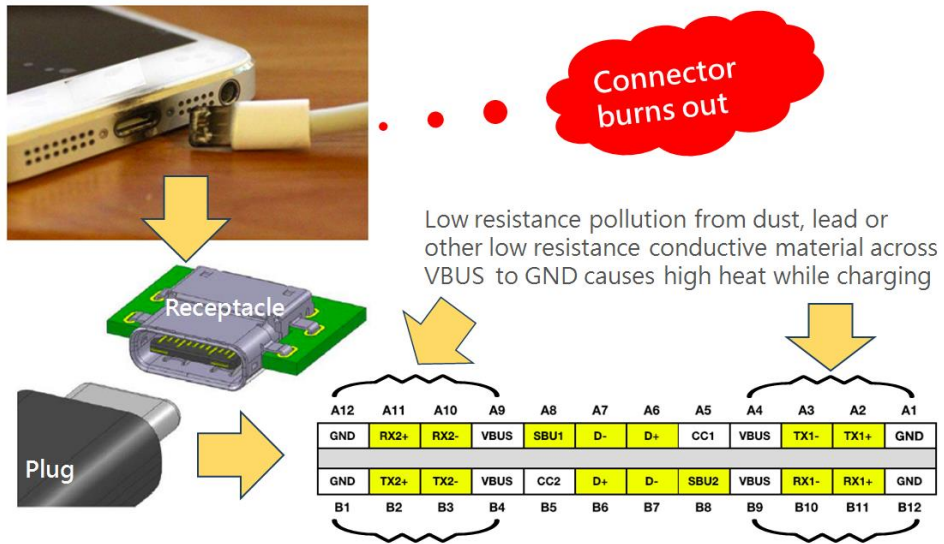 Connector
burns out
Low resistance pollution from dust, lead or
other low resistance conductive material across
VBUS to GND causes high heat while charging
Receptacle
Plug
A12 A11 A10 A9 A8 A7 A6 A5 A4 A3 A2 A1
GND RX2+ RX2- VBUS SBU1 D- D+ CC1 VBUS TX1- TX1+ GND
GND TX2+ TX2- VBUS CC2 D+ D- SBU2 VBUS RX1- RX1+ GND
B1 B2 B3 B4 B5 B6 B7 B8 B9 B10 B11 B12